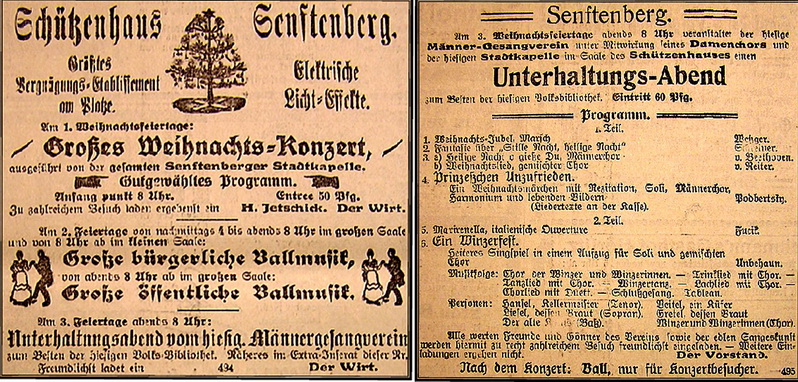 Schützenhaus Senftenberg.
Größtes
Vergnügungs-Etablissement
am Platze.
Elektrische
Licht-Effekte.
Am 1. Weihnachtsfeiertage:
Großes Weihnachts-Konzert,
ausgeführt von der gesamten Senftenberger Stadtkapelle.
Gutgewähltes Programm.
Anfang punkt 8 Uhr. Entree 50 Pfg.
Zu zahlreichem Besuch laden ergebenst ein H. Jetschick. Der Wirt.
Am 2. Feiertage von nachmittags 4 bis abends 8 Uhr im großen Saale
und von 8 Uhr ab im kleinen Saale:
Große bürgerliche Ballmusik,
von abends 8 Uhr ab im großen Saale:
Große öffentliche Ballmusik.
Am 3. Feiertage abends 8 Uhr:
Unterhaltungsabend vom hiesig. Männergesangverein
zum Besten der hiesigen Volks-Bibliothek. Näheres im Extra-Inserat dieser Nr.
Freundlichst ladet ein 494 Der Wirt.
Senftenberg.
Am 3. Weihnachtsfeiertage abends 8 Uhr veranstaltet der hiesige
Männer-Gesangverein unter Mitwirkung seines Damenchors und
der hiesigen Stadtkapelle im Saale des Schützenhauses einen
Unterhaltungs-Abend
zum Besten der hiesigen Volksbibliothek. Eintritt 60 Pfg.
Programm.
1. Teil.
1. Weihnachts-Jubel, Marsch
2. Fantasie über „Stille Nacht, heilige Nacht“
3. a) Heilige Nacht o gieße Du, Männerchor v. Beethoven.
b) Weihnachtslied, gemischter Chor v. Reiter.
4. Prinzeßchen Unzufrieden.
Ein Weihnachtsmärchen mit Rezitation, Soli, Männerchor,
Harmonium und lebenden Bildern Podbertsky.
(Liedertexte an der Kasse).
2. Teil.
5. Marinarella, italienische Ouverture Fucik.
6. Ein Winzerfest.
Heiteres Singspiel in einem Aufzug für Soli und gemischten
Chor Unbehaun.
Musikfolge: Chor der Winzer und Winzerinnen. — Trinklied mit Chor. —
Tanzlied mit Chor. — Winzertanz. — Lachlied mit Chor. —
Chorlied mit Duett. — Schlußgesang. Tableau.
Personen: Hansel, Kellermeister (Tenor). Veitel, ein Küfer
Liesel, dessen Braut (Sopran). Gretel, dessen Braut
Der alte (Baß). Winzer und Winzerinnen (Chor).
Alle werten Freunde und Gönner des Vereins sowie der edlen Sangeskunst
werden hiermit zu recht zahlreichem Besuch freundlichst eingeladen. — Weitere Ein-
ladungen ergehen nicht. Der Vorstand.
Nach dem Konzert: Ball, nur für Konzertbesucher. 495